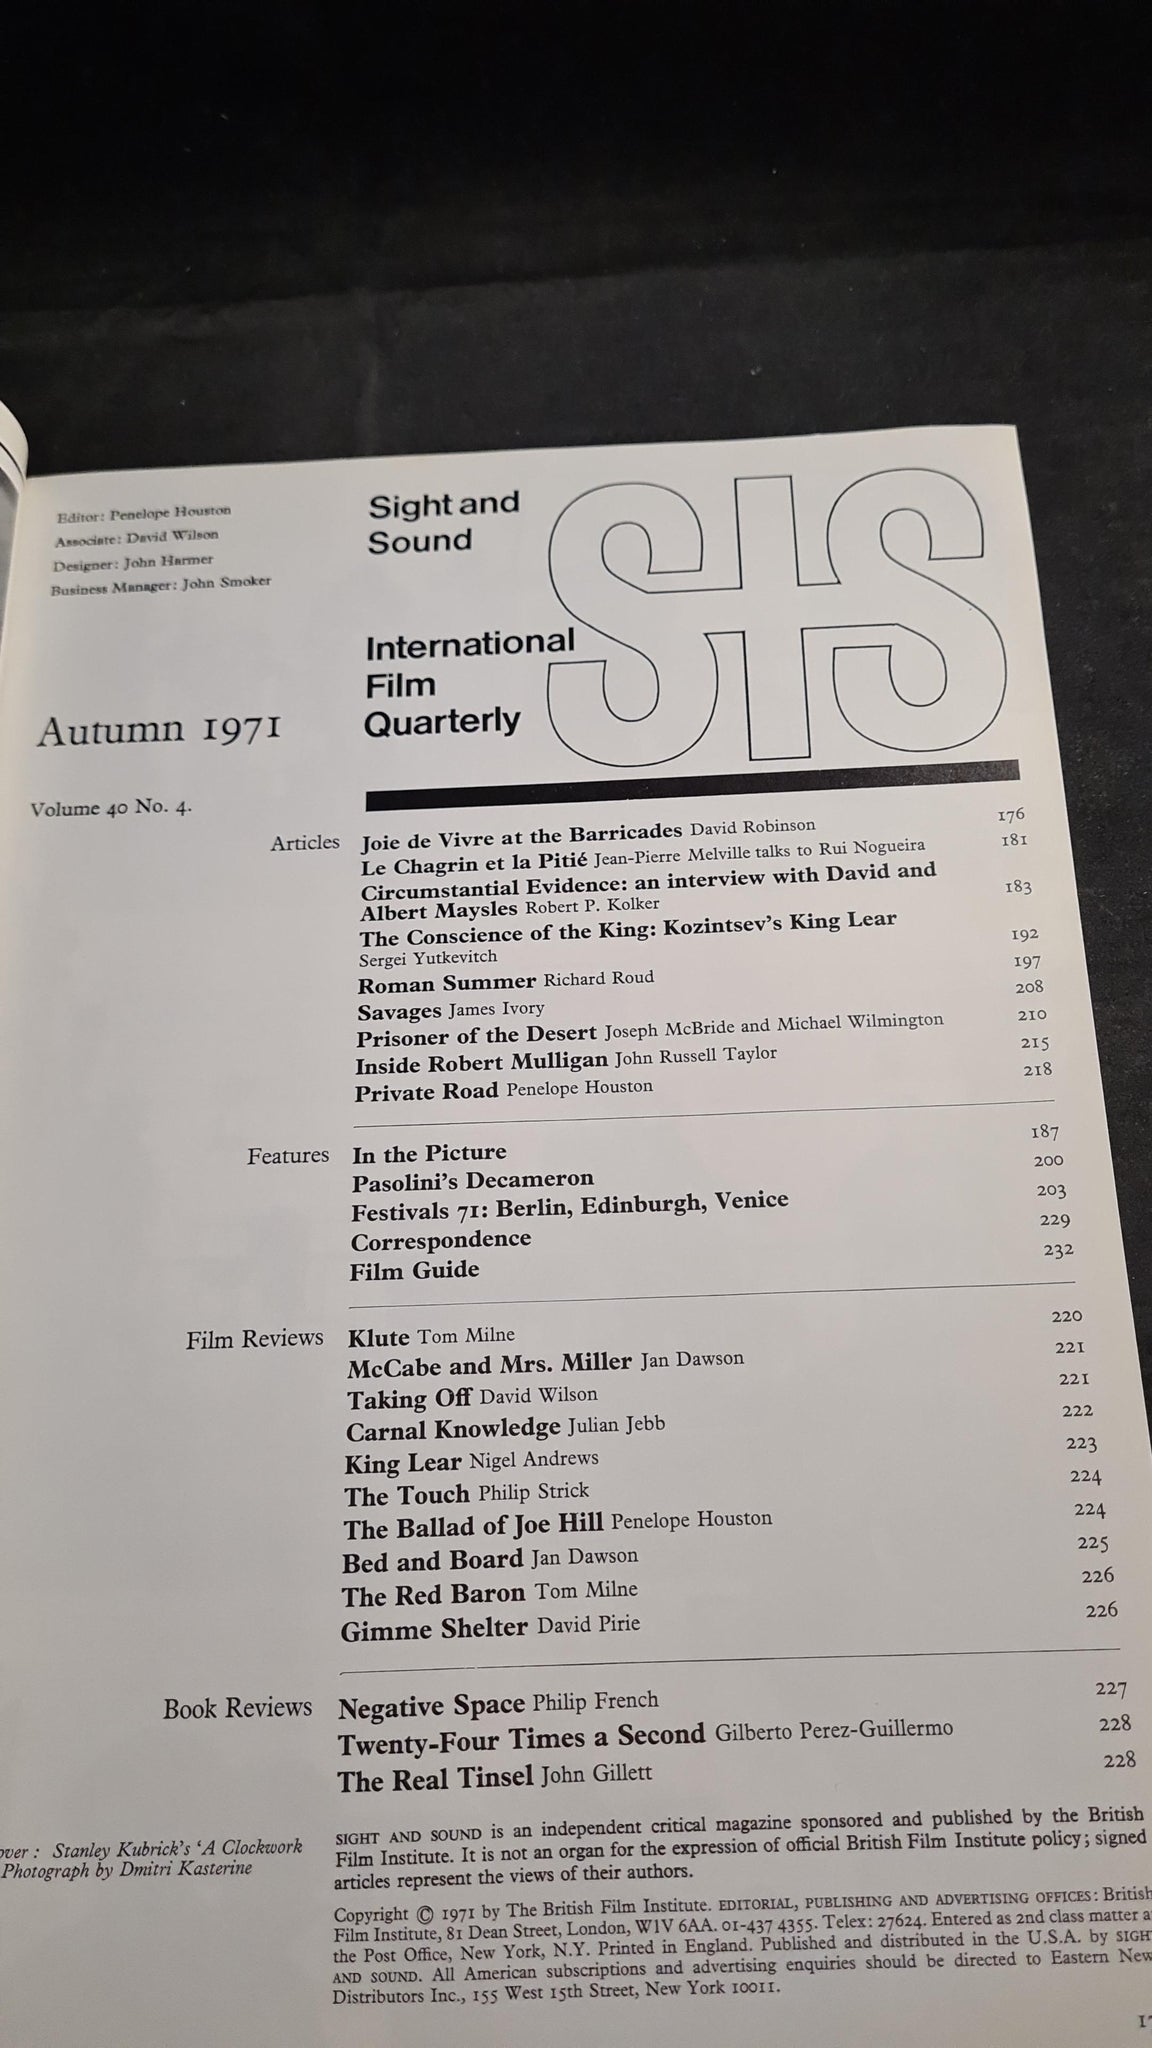 Editor: Penelope Houston
Associate: David Wilson
Designer: John Harmer
Business Manager: John Smoker
Autumn 1971
Volume 40 No. 4.
Sight and
Sound
International
Film
Quarterly
S+S
Articles
Joie de Vivre at the Barricades David Robinson 176
Le Chagrin et la Pitié Jean-Pierre Melville talks to Rui Nogueira 181
Circumstantial Evidence: an interview with David and
Albert Maysles Robert P. Kolker 183
The Conscience of the King: Kozintsev's King Lear
Sergei Yutkevitch 192
Roman Summer Richard Roud 197
Savages James Ivory 208
Prisoner of the Desert Joseph McBride and Michael Wilmington 210
Inside Robert Mulligan John Russell Taylor 215
Private Road Penelope Houston 218
Features
In the Picture 187
Pasolini's Decameron 200
Festivals 71: Berlin, Edinburgh, Venice 203
Correspondence 229
Film Guide 232
Film Reviews
Klute Tom Milne 220
McCabe and Mrs. Miller Jan Dawson 221
Taking Off David Wilson 221
Carnal Knowledge Julian Jebb 222
King Lear Nigel Andrews 223
The Touch Philip Strick 224
The Ballad of Joe Hill Penelope Houston 224
Bed and Board Jan Dawson 225
The Red Baron Tom Milne 226
Gimme Shelter David Pirie 226
Book Reviews
Negative Space Philip French 227
Twenty-Four Times a Second Gilberto Perez-Guillermo 228
The Real Tinsel John Gillett 228
over: Stanley Kubrick's 'A Clockwork
Photograph by Dmitri Kasterine
SIGHT AND SOUND is an independent critical magazine sponsored and published by the British
Film Institute. It is not an organ for the expression of official British Film Institute policy; signed
articles represent the views of their authors.
Copyright © 1971 by The British Film Institute. EDITORIAL, PUBLISHING AND ADVERTISING OFFICES: British
Film Institute, 81 Dean Street, London, W1V 6AA. 01-437 4355. Telex: 27624. Entered as 2nd class matter a
the Post Office, New York, N.Y. Printed in England. Published and distributed in the U.S.A. by SIGH
AND SOUND. All American subscriptions and advertising enquiries should be directed to Eastern New
Distributors Inc., 155 West 15th Street, New York 10011.